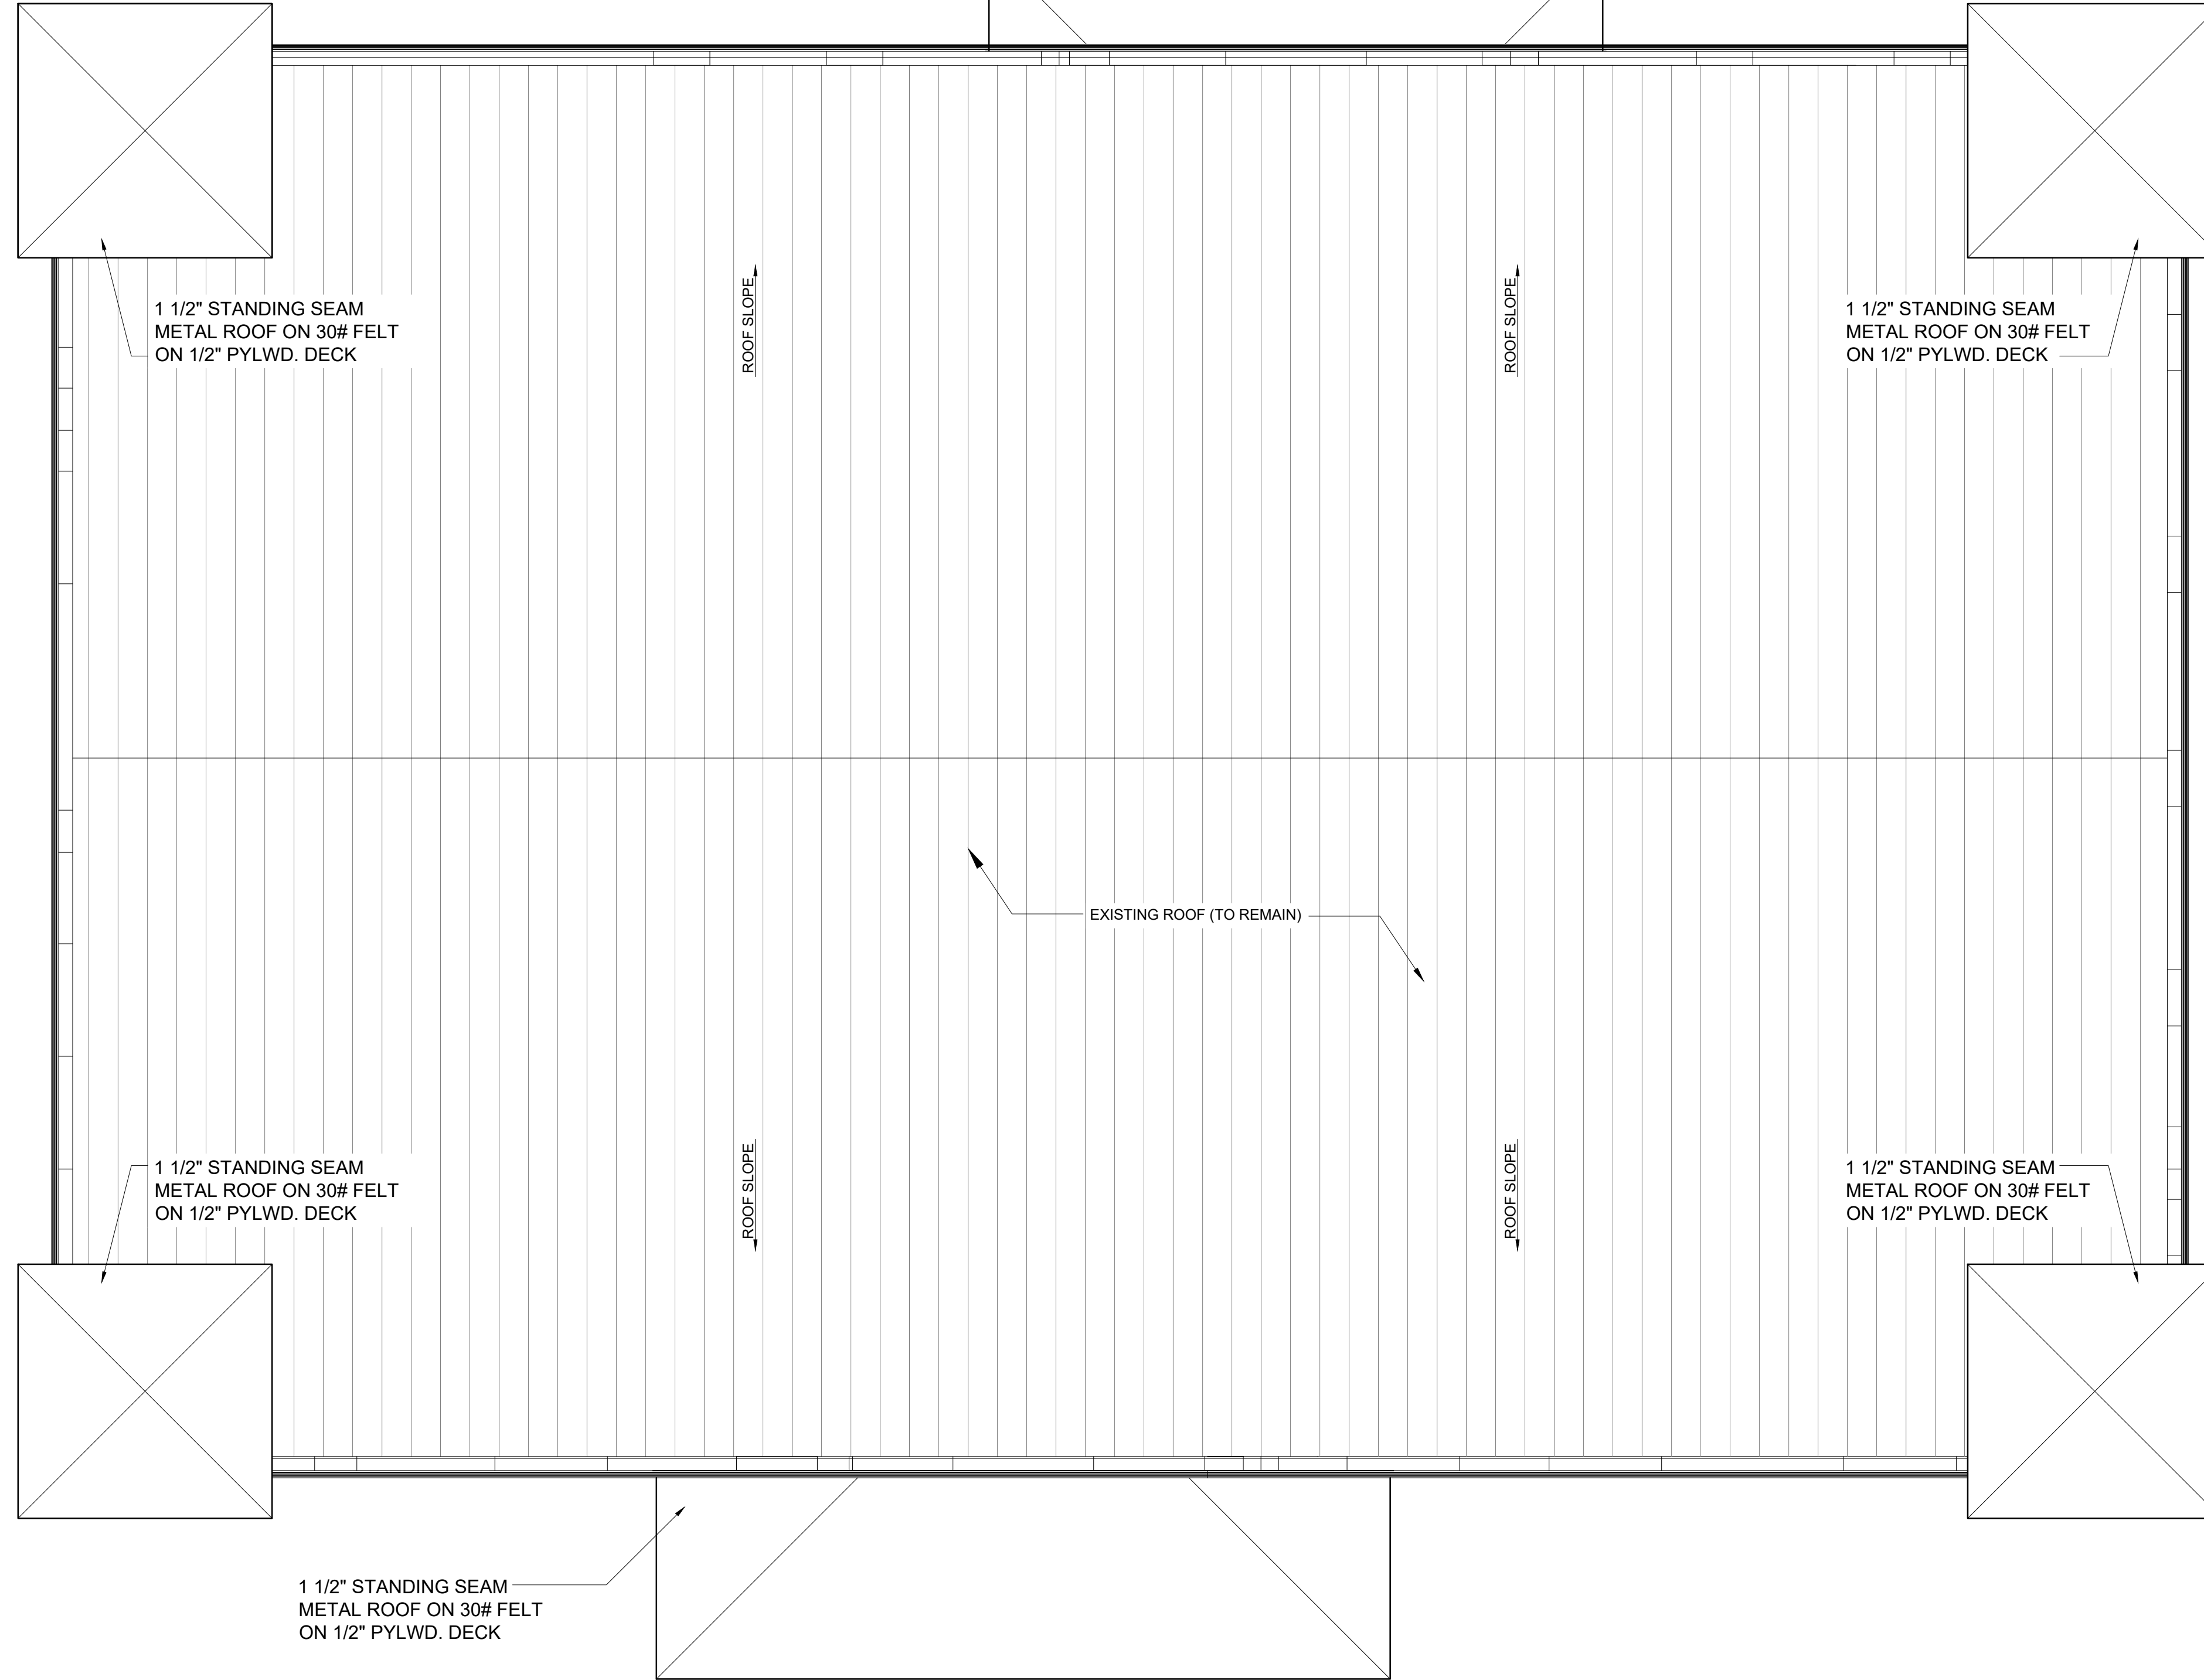 1 1/2" STANDING SEAM
METAL ROOF ON 30# FELT
ON 1/2" PYLWD. DECK
ROOF SLOPE
ROOF SLOPE
1 1/2" STANDING SEAM
METAL ROOF ON 30# FELT
ON 1/2" PYLWD. DECK
EXISTING ROOF (TO REMAIN)
1 1/2" STANDING SEAM
METAL ROOF ON 30# FELT
ON 1/2" PYLWD. DECK
ROOF SLOPE
ROOF SLOPE
1 1/2" STANDING SEAM
METAL ROOF ON 30# FELT
ON 1/2" PYLWD. DECK
1 1/2" STANDING SEAM
METAL ROOF ON 30# FELT
ON 1/2" PYLWD. DECK